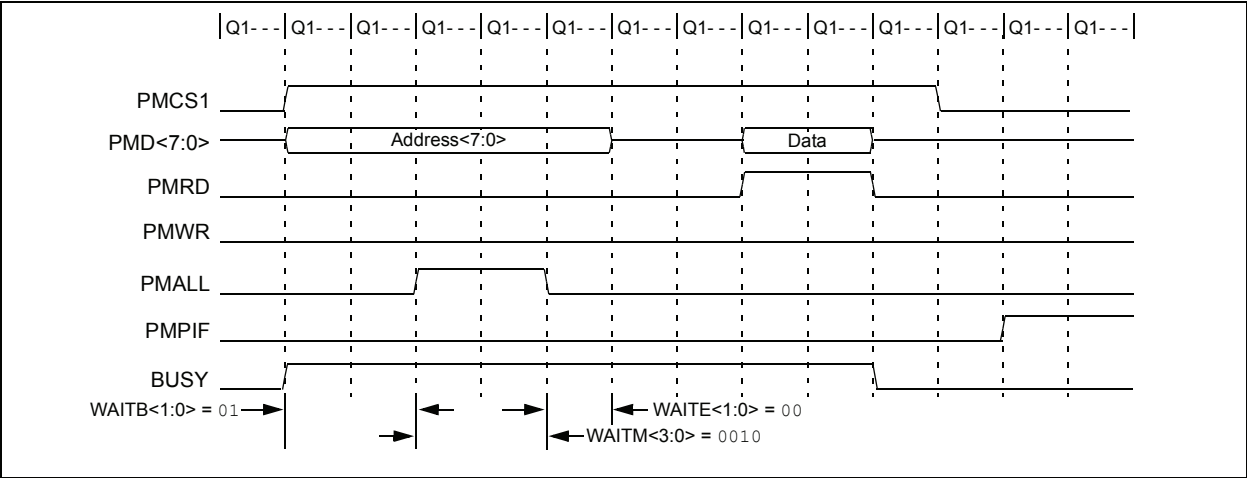 Q1- - - Q1- - - Q1- - - Q1- - - Q1- - - Q1- - - Q1- - - Q1- - - Q1- - - Q1- - - Q1- - - Q1- - - Q1- - - Q1- - -
PMCS1
PMD<7:0> Address<7:0> Data
PMRD
PMWR
PMALL
PMPIF
BUSY
WAITB<1:0> = 01 WAITE<1:0> = 00
WAITM<3:0> = 0010